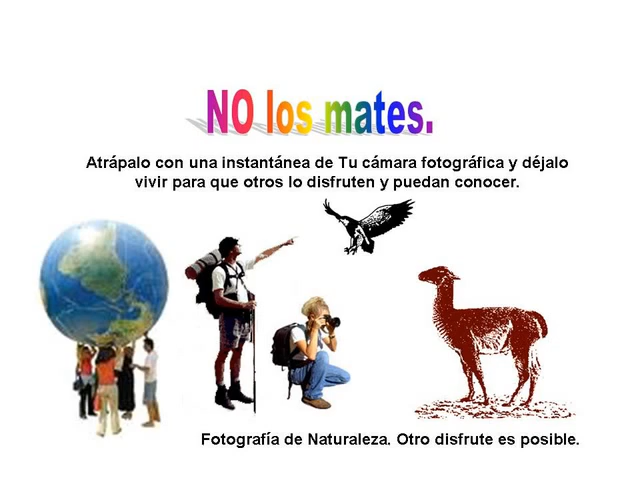 NO los mates.
Atrápalo con una instantánea de Tu cámara fotográfica y déjalo
vivir para que otros lo disfruten y puedan conocer.
Fotografía de Naturaleza. Otro disfrute es posible.